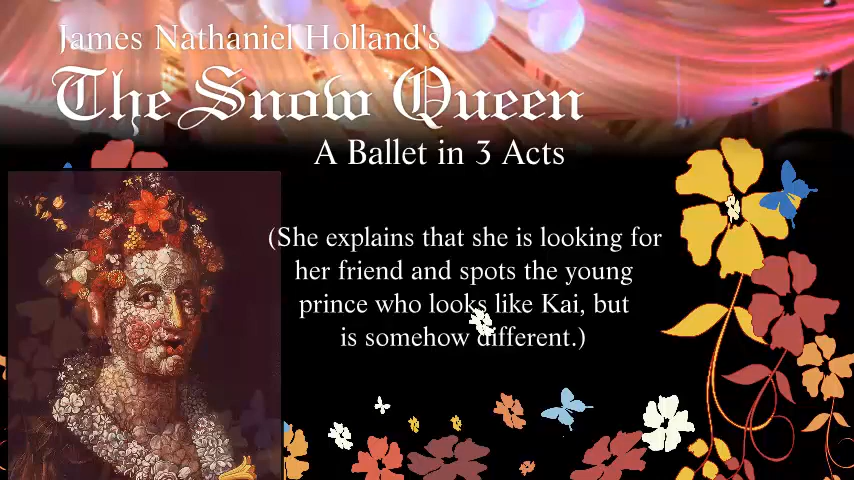 James Nathaniel Holland's
The Snow Queen
A Ballet in 3 Acts
(She explains that she is looking for
her friend and spots the young
prince who looks like Kai, but
is somehow different.)